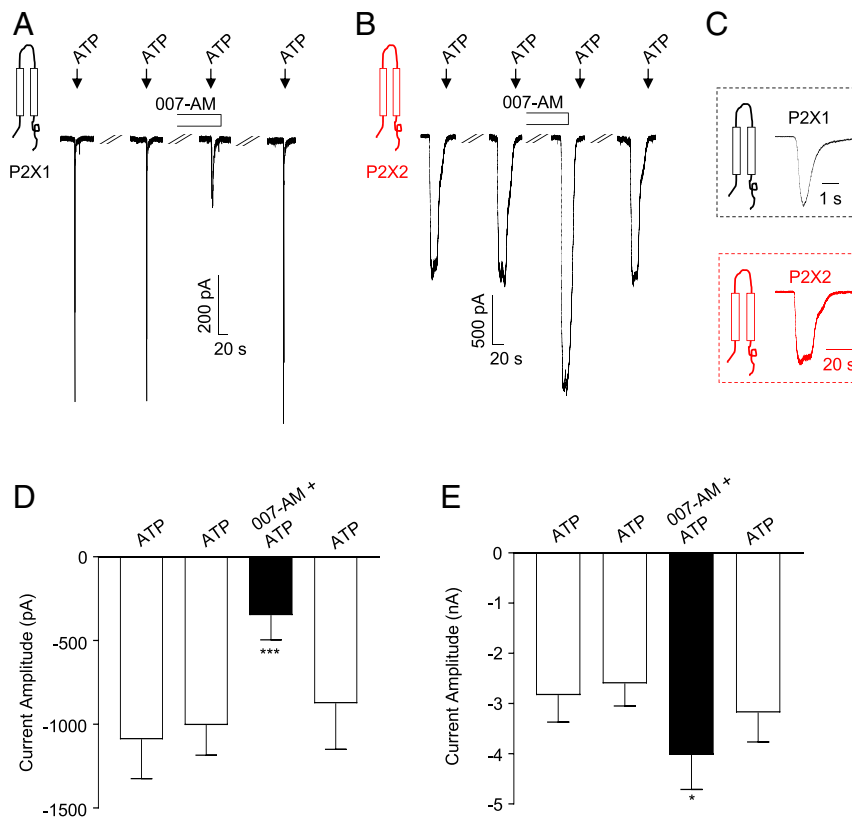 A
ATP
ATP
ATP
ATP
007-AM
P2X1
200 pA
20 s
B
ATP
ATP
ATP
ATP
007-AM
P2X2
500 pA
20 s
C
P2X1
1 s
P2X2
20 s
D
ATP
ATP
007-AM +
ATP
ATP
0
-500
-1000
-1500
Current Amplitude (pA)
***
E
ATP
ATP
007-AM +
ATP
ATP
0
-1
-2
-3
-4
-5
Current Amplitude (nA)
*